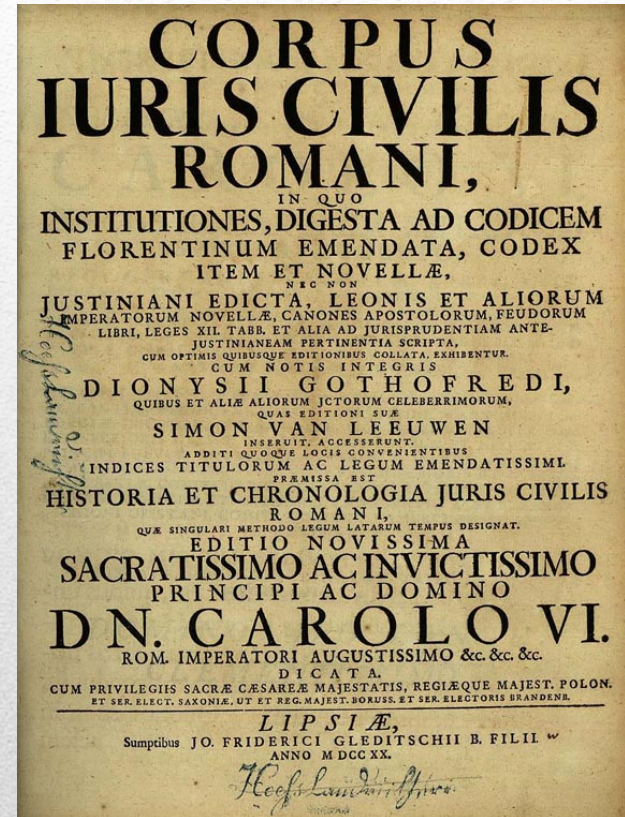 CORPUS
IURIS CIVILIS
ROMANI,
IN QUO
INSTITUTIONES, DIGESTA AD CODICEM
FLORENTINUM EMENDATA, CODEX
ITEM ET NOVELLÆ,
NEC NON
JUSTINIANI EDICTA, LEONIS ET ALIORUM
IMPERATORUM NOVELLÆ, CANONES APOSTOLORUM, FEUDORUM
LIBRI, LEGES XII. TABB. ET ALIA AD JURISPRUDENTIAM ANTE-
JUSTINIANEAM PERTINENTIA SCRIPTA,
CUM OPTIMIS QUIBUSQUE EDITIONIBUS COLLATA, EXHIBENTUR.
CUM NOTIS INTEGRIS
DIONYSII GOTHOFREDI,
QUIBUS ET ALIÆ ALIORUM JCTORUM CELEBERRIMORUM,
QUAS EDITIONI SUÆ
SIMON VAN LEEUWEN
INSERUIT, ACCESSERUNT.
ADDITI QUOQUE LOCIS CONVENIENTIBUS
INDICES TITULORUM AC LEGUM EMENDATISSIMI.
PRÆMISSA EST
HISTORIA ET CHRONOLOGIA JURIS CIVILIS
ROMANI,
QUÆ SINGULARI METHODO LEGUM LATARUM TEMPUS DESIGNAT.
EDITIO NOVISSIMA
SACRATISSIMO AC INVICTISSIMO
PRINCIPI AC DOMINO
DN. CAROLO VI.
ROM. IMPERATORI AUGUSTISSIMO &c. &c. &c.
DICATA.
CUM PRIVILEGIIS SACRÆ CÆSAREÆ MAJESTATIS, REGIÆQUE MAJEST. POLON.
ET SER. ELECT. SAXONIÆ, UT ET REG. MAJEST. BORUSS. ET SER. ELECTORIS BRANDENB.
LIPSIÆ,
Sumptibus JO. FRIDERICI GLEDITSCHII B. FILII.
ANNO M DCC XX.